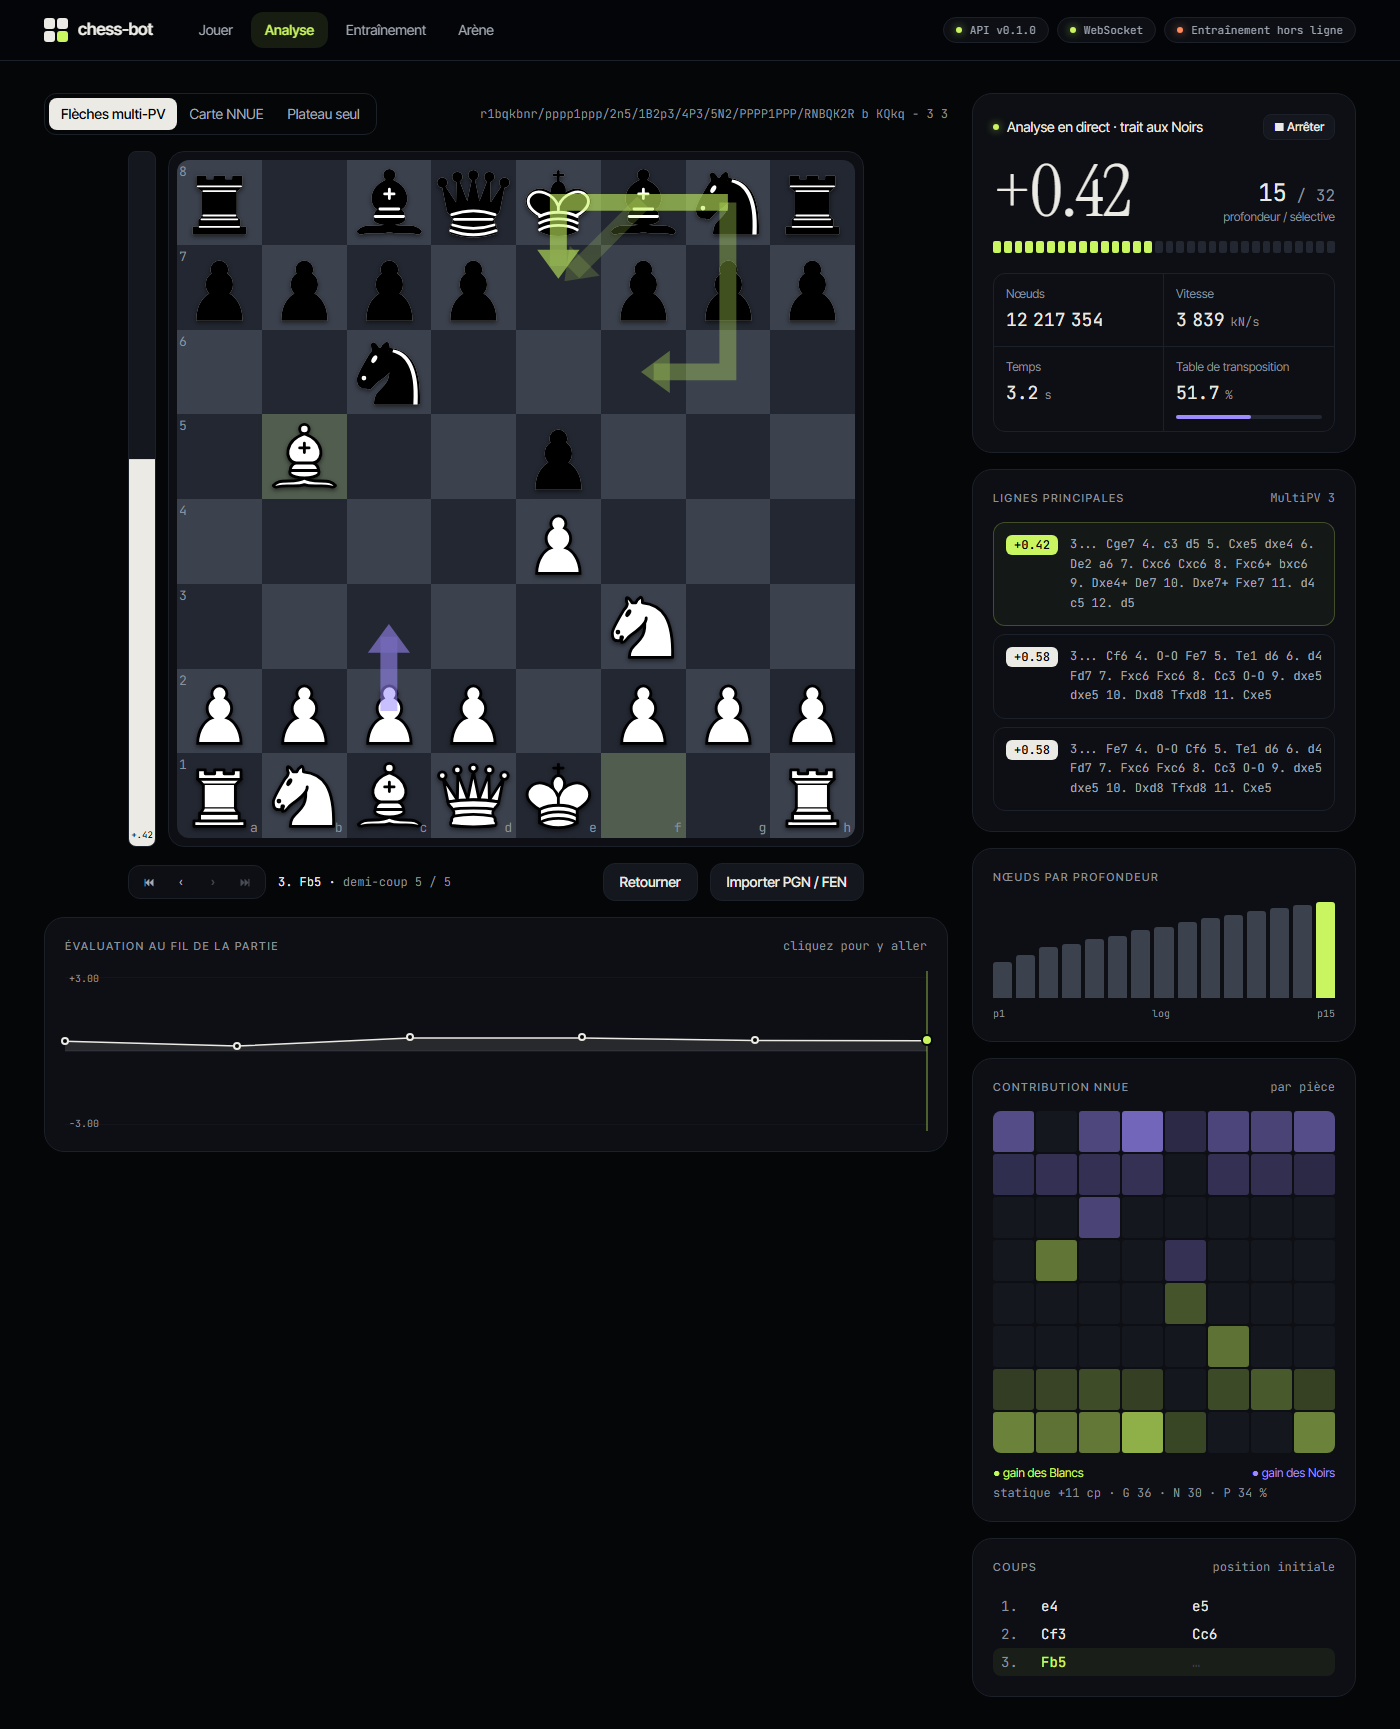 chess-bot
Jouer
Analyse
Entraînement
Arène
API v0.1.0
WebSocket
Entraînement hors ligne
Flèches multi-PV
Carte NNUE
Plateau seul
r1bqkbnr/pppp1ppp/2n5/1B2p3/4P3/5N2/PPPP1PPP/RNBQK2R b KQkq - 3 3
8
7
6
5
4
3
2
1
a
b
c
d
e
f
g
h
+.42
3. Fb5 · demi-coup 5 / 5
Retourner
Importer PGN / FEN
ÉVALUATION AU FIL DE LA PARTIE
cliquez pour y aller
+3.00
-3.00
Analyse en direct · trait aux Noirs
Arrêter
+0.42
15 / 32
profondeur / sélective
Nœuds
12 217 354
Vitesse
3 839 kN/s
Temps
3.2 s
Table de transposition
51.7 %
LIGNES PRINCIPALES
MultiPV 3
+0.42
3... Cge7 4. c3 d5 5. Cxe5 dxe4 6.
De2 a6 7. Cxc6 Cxc6 8. Fxc6+ bxc6
9. Dxe4+ De7 10. Dxe7+ Fxe7 11. d4
c5 12. d5
+0.58
3... Cf6 4. O-O Fe7 5. Te1 d6 6. d4
Fd7 7. Fxc6 Fxc6 8. Cc3 O-O 9. dxe5
dxe5 10. Dxd8 Tfxd8 11. Cxe5
+0.58
3... Fe7 4. O-O Cf6 5. Te1 d6 6. d4
Fd7 7. Fxc6 Fxc6 8. Cc3 O-O 9. dxe5
dxe5 10. Dxd8 Tfxd8 11. Cxe5
NŒUDS PAR PROFONDEUR
p1
log
p15
CONTRIBUTION NNUE
par pièce
gain des Blancs
gain des Noirs
statique +11 cp · G 36 · N 30 · P 34 %
COUPS
position initiale
1. e4 e5
2. Cf3 Cc6
3. Fb5 …